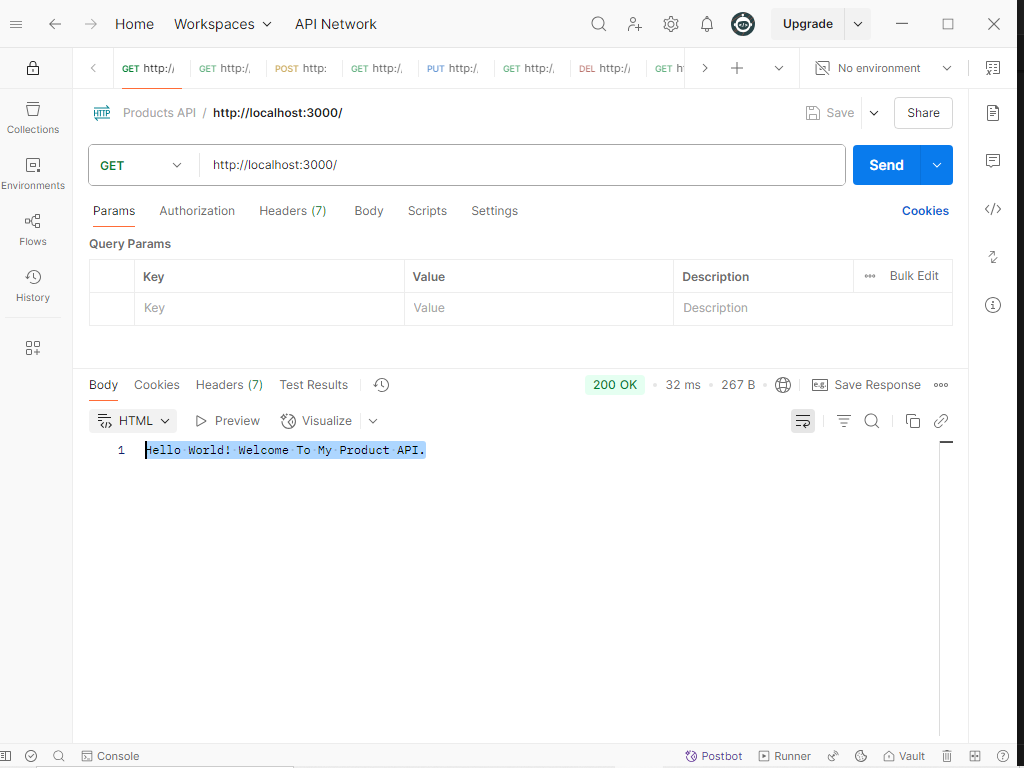 Home Workspaces API Network Upgrade
GET http:/ GET http:/ POST http: GET http:/ PUT http:/ GET http:/ DEL http:/ GET No environment
Products API / http://localhost:3000/ Save Share
GET http://localhost:3000/ Send
Params Authorization Headers (7) Body Scripts Settings Cookies
Query Params
Key Value Description Bulk Edit
Key Value Description
Collections
Environments
Flows
History
Body Cookies Headers (7) Test Results 200 OK • 32 ms • 267 B • e.g. Save Response
HTML Preview Visualize
1 Hello World! Welcome To My Product API.
Console Postbot Runner Vault